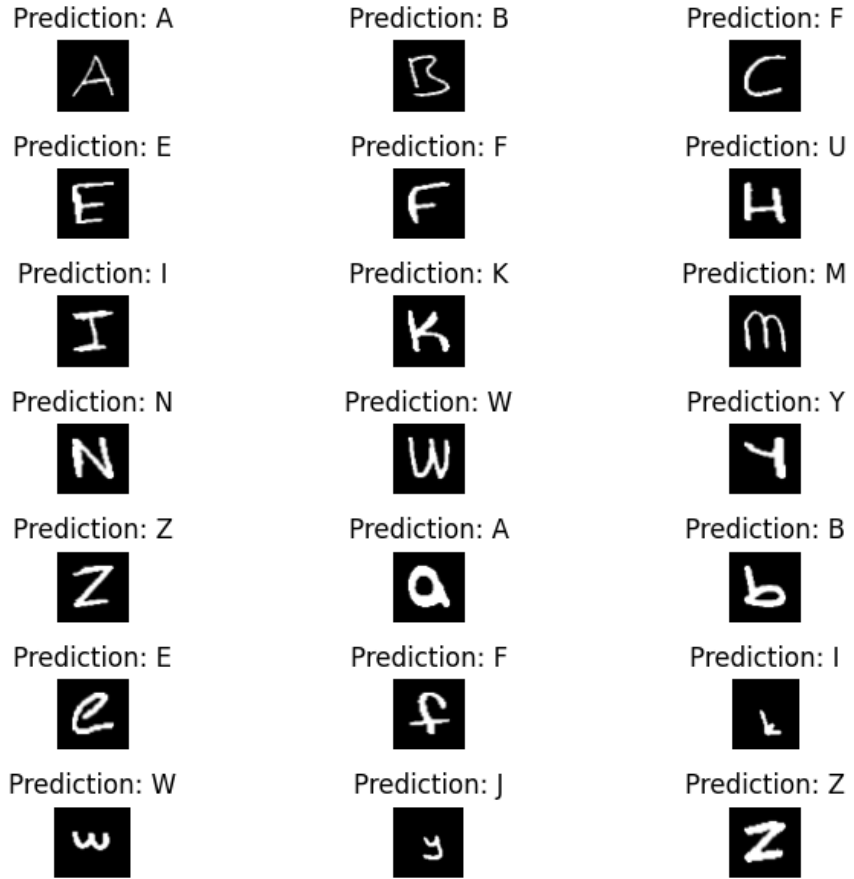 Prediction: A Prediction: B Prediction: F
A B C
Prediction: E Prediction: F Prediction: U
E F H
Prediction: I Prediction: K Prediction: M
I K m
Prediction: N Prediction: W Prediction: Y
N W Y
Prediction: Z Prediction: A Prediction: B
Z a b
Prediction: E Prediction: F Prediction: I
e f k
Prediction: W Prediction: J Prediction: Z
w y z